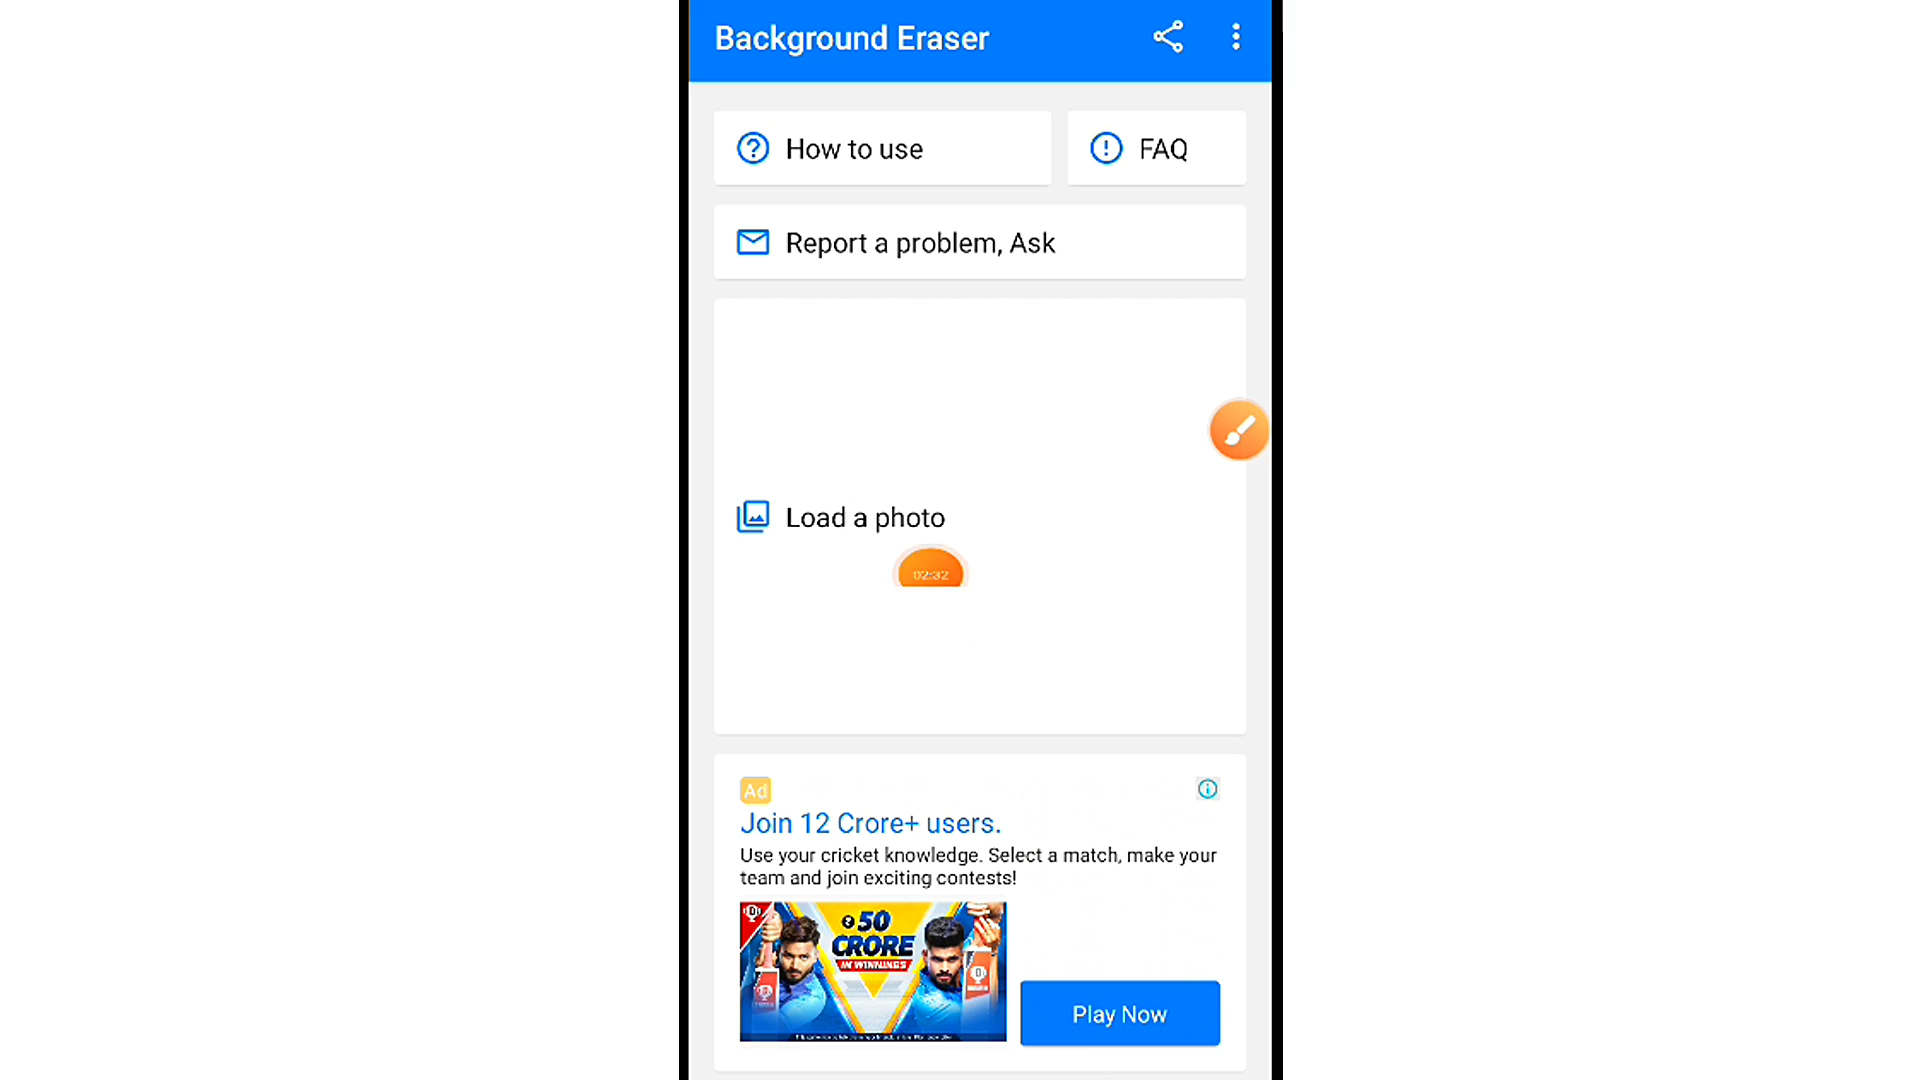 Background Eraser
How to use
FAQ
Report a problem, Ask
Load a photo
02:32
Ad
Join 12 Crore+ users.
Use your cricket knowledge. Select a match, make your
team and join exciting contests!
₹50
CRORE
IN WINNINGS
Play Now